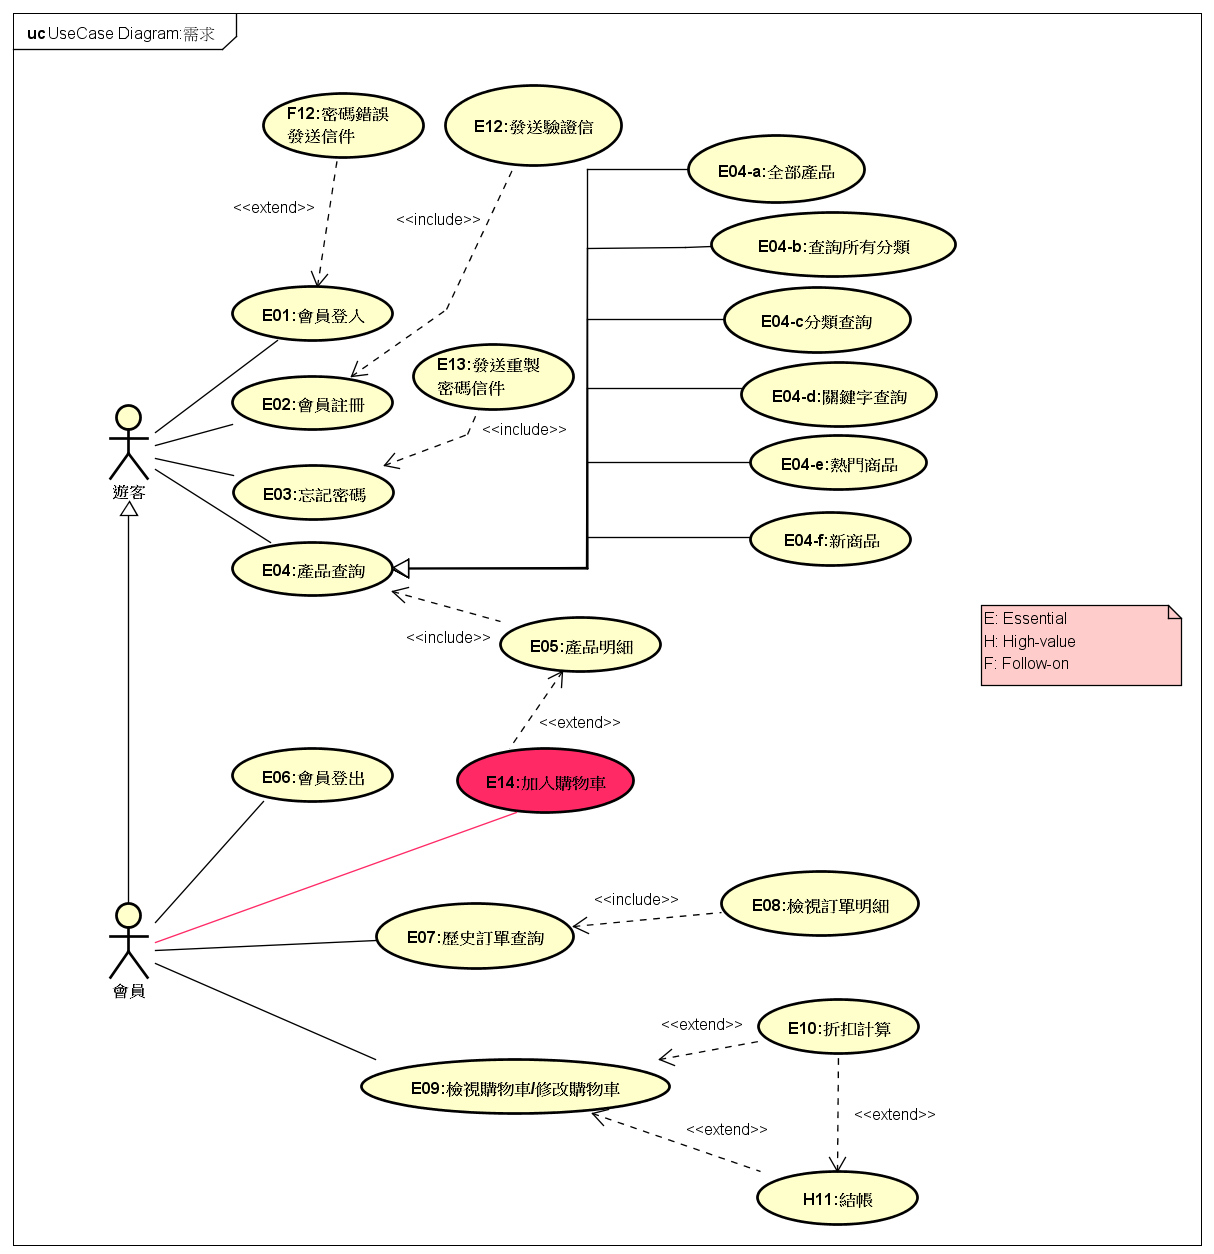 uc UseCase Diagram:需求
F12:密碼錯誤
發送信件
E12:發送驗證信
E04-a:全部產品
<<extend>>
<<include>>
E04-b:查詢所有分類
E01:會員登入
E04-c分類查詢
E13:發送重製
密碼信件
E02:會員註冊
E04-d:關鍵字查詢
<<include>>
E04-e:熱門商品
遊客
E03:忘記密碼
E04-f:新商品
E04:產品查詢
<<include>>
E05:產品明細
E: Essential
H: High-value
F: Follow-on
<<extend>>
E06:會員登出
E14:加入購物車
<<include>>
E08:檢視訂單明細
E07:歷史訂單查詢
會員
<<extend>>
E10:折扣計算
E09:檢視購物車/修改購物車
<<extend>>
<<extend>>
H11:結帳